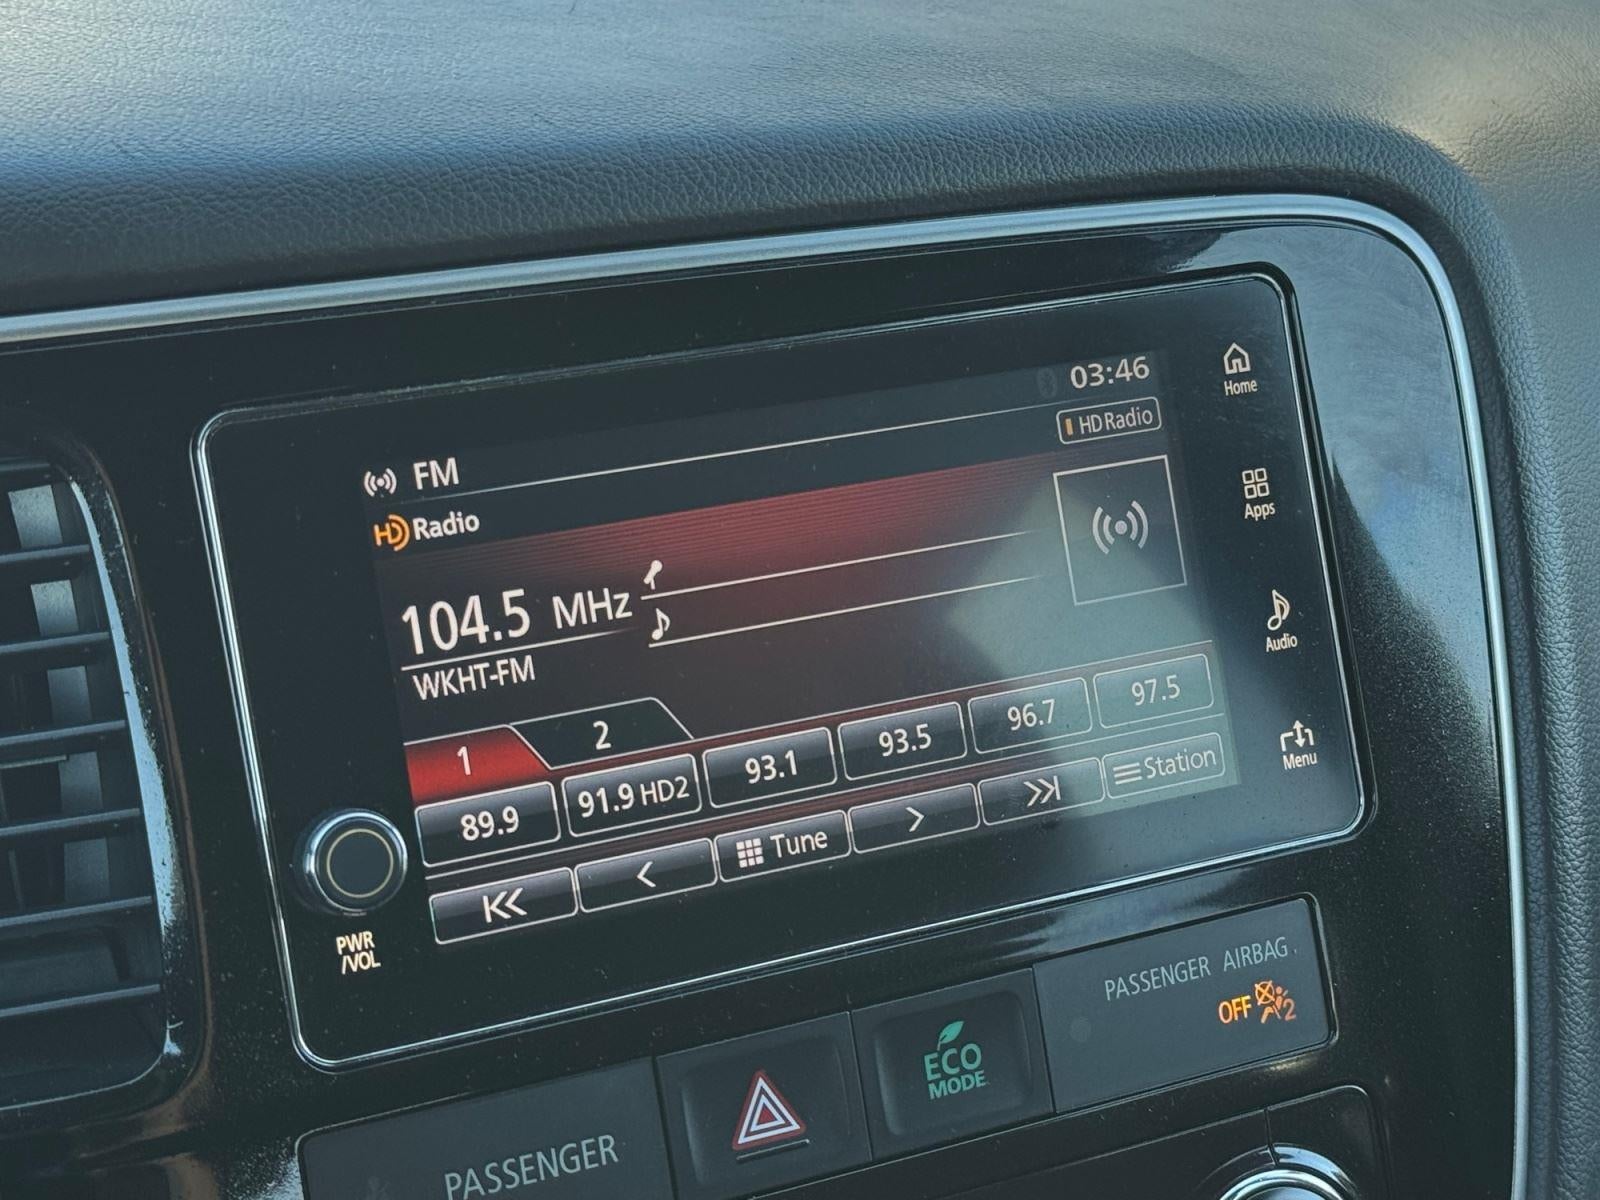 03:46
FM
HD Radio
HD Radio
104.5 MHz
WKHT-FM
1
2
89.9
91.9 HD2
93.1
93.5
96.7
97.5
Tune
Station
Home
Apps
Audio
Menu
PWR
/VOL
PASSENGER AIRBAG
OFF 2
ECO
MODE
PASSENGER